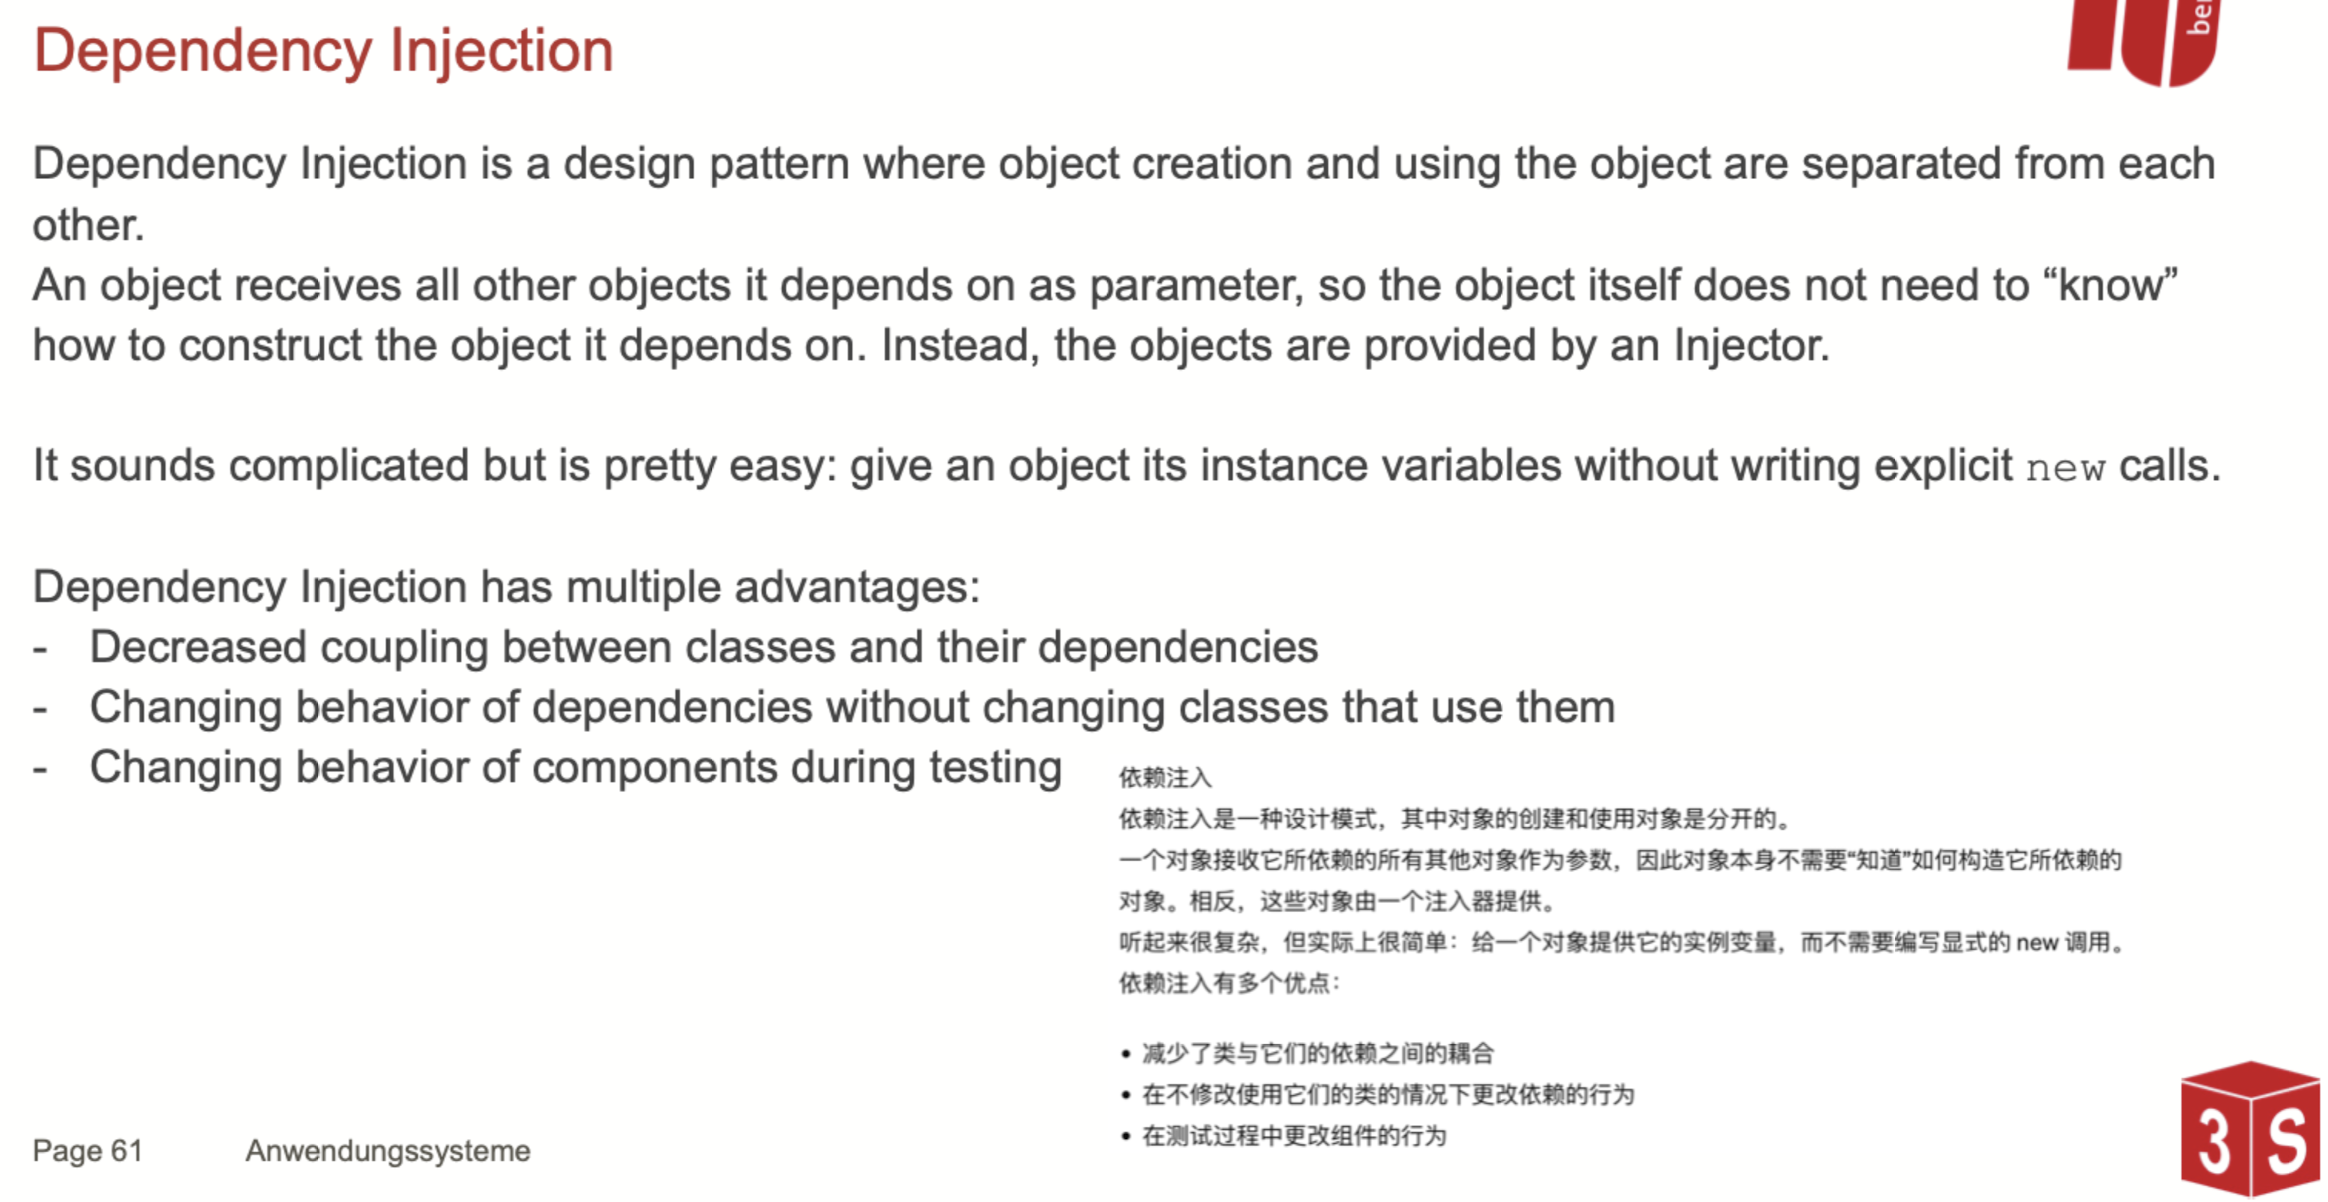 Dependency Injection
Dependency Injection is a design pattern where object creation and using the object are separated from each
other.
An object receives all other objects it depends on as parameter, so the object itself does not need to “know”
how to construct the object it depends on. Instead, the objects are provided by an Injector.
It sounds complicated but is pretty easy: give an object its instance variables without writing explicit new calls.
Dependency Injection has multiple advantages:
- Decreased coupling between classes and their dependencies
- Changing behavior of dependencies without changing classes that use them
- Changing behavior of components during testing
依赖注入
依赖注入是一种设计模式，其中对象的创建和使用对象是分开的。
一个对象接收它所依赖的所有其他对象作为参数，因此对象本身不需要“知道”如何构造它所依赖的
对象。相反，这些对象由一个注入器提供。
听起来很复杂，但实际上很简单：给一个对象提供它的实例变量，而不需要编写显式的 new 调用。
依赖注入有多个优点：
• 减少了类与它们的依赖之间的耦合
• 在不修改使用它们的类的情况下更改依赖的行为
• 在测试过程中更改组件的行为
Page 61 Anwendungssysteme
3S